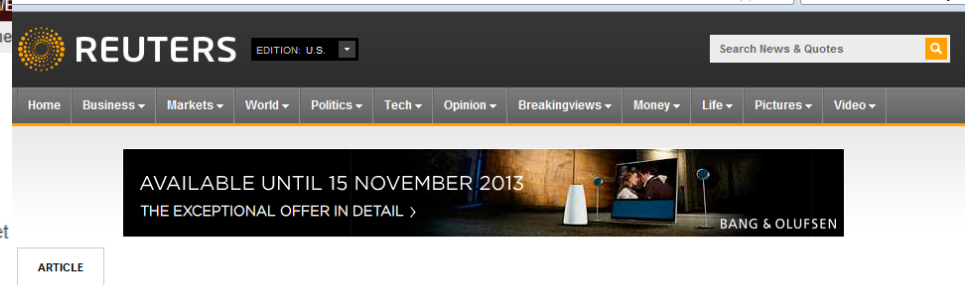 REUTERS EDITION: U.S.
Search News & Quotes
Home Business Markets World Politics Tech Opinion Breakingviews Money Life Pictures Video
AVAILABLE UNTIL 15 NOVEMBER 2013
THE EXCEPTIONAL OFFER IN DETAIL >
BANG & OLUFSEN
ARTICLE